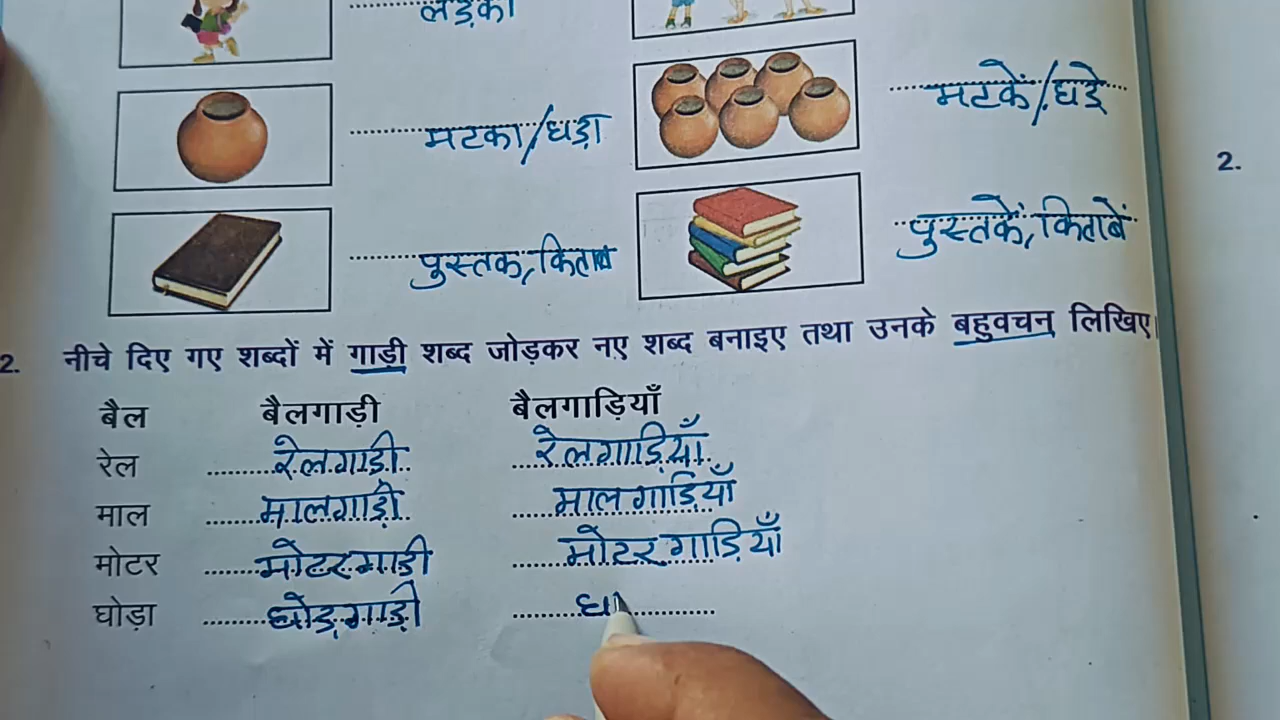 लड़का
मटका/घड़ा
मटकें/घड़े
2.
पुस्तक, किताब
पुस्तकें, किताबें
2. नीचे दिए गए शब्दों में गाड़ी शब्द जोड़कर नए शब्द बनाइए तथा उनके बहुवचन लिखिए।
बैल बैलगाड़ी बैलगाड़ियाँ
रेल रेलगाड़ी रेलगाड़ियाँ
माल मालगाड़ी मालगाड़ियाँ
मोटर मोटरगाडी मोटरगाड़ियाँ
घोड़ा घोड़गाड़ी घा